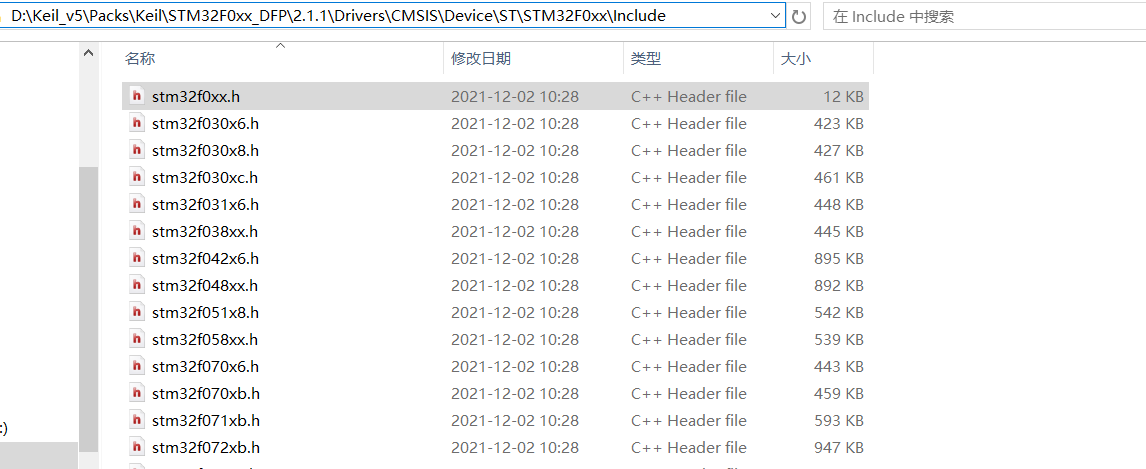 D:\Keil_v5\Packs\Keil\STM32F0xx_DFP\2.1.1\Drivers\CMSIS\Device\ST\STM32F0xx\Include 在 Include 中搜索
名称 修改日期 类型 大小
stm32f0xx.h 2021-12-02 10:28 C++ Header file 12 KB
stm32f030x6.h 2021-12-02 10:28 C++ Header file 423 KB
stm32f030x8.h 2021-12-02 10:28 C++ Header file 427 KB
stm32f030xc.h 2021-12-02 10:28 C++ Header file 461 KB
stm32f031x6.h 2021-12-02 10:28 C++ Header file 448 KB
stm32f038xx.h 2021-12-02 10:28 C++ Header file 445 KB
stm32f042x6.h 2021-12-02 10:28 C++ Header file 895 KB
stm32f048xx.h 2021-12-02 10:28 C++ Header file 892 KB
stm32f051x8.h 2021-12-02 10:28 C++ Header file 542 KB
stm32f058xx.h 2021-12-02 10:28 C++ Header file 539 KB
stm32f070x6.h 2021-12-02 10:28 C++ Header file 443 KB
stm32f070xb.h 2021-12-02 10:28 C++ Header file 459 KB
stm32f071xb.h 2021-12-02 10:28 C++ Header file 593 KB
:)
stm32f072xb.h 2021-12-02 10:28 C++ Header file 947 KB